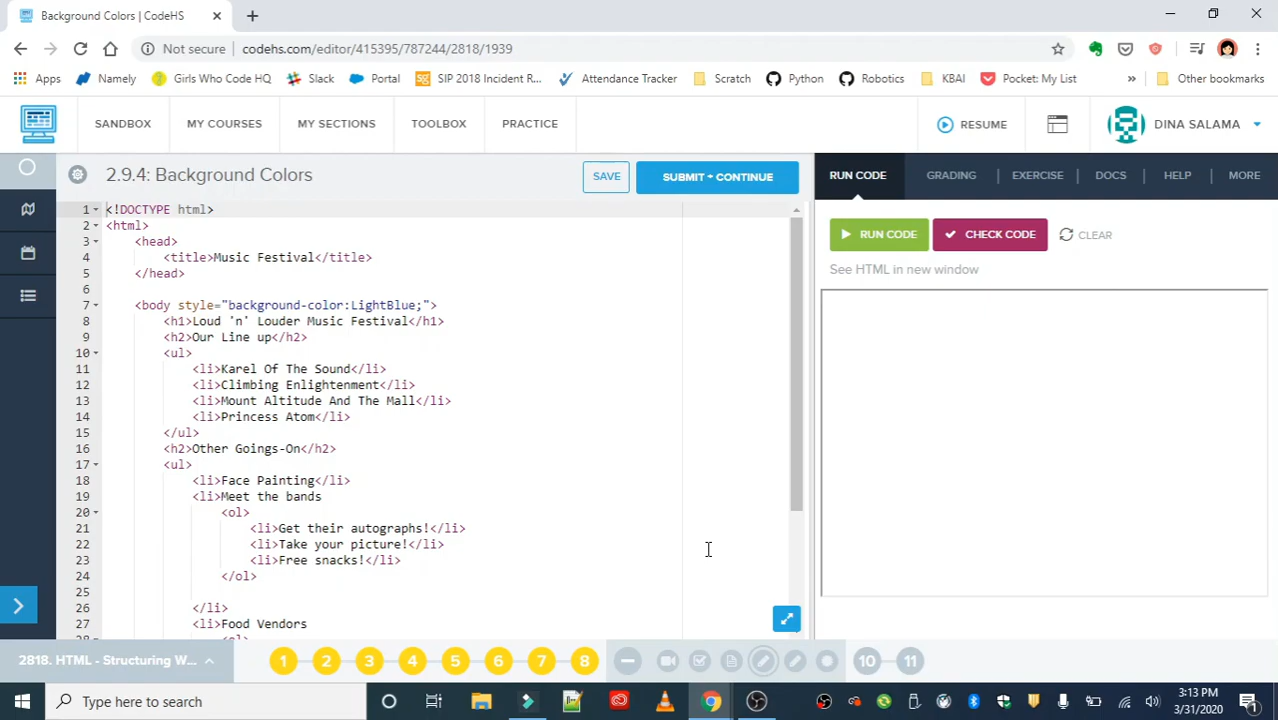 Background Colors | CodeHS
Not secure | codehs.com/editor/415395/787244/2818/1939
Apps Namely Girls Who Code HQ Slack Portal SIP 2018 Incident R... Attendance Tracker Scratch Python Robotics KBAI Pocket: My List » Other bookmarks
SANDBOX MY COURSES MY SECTIONS TOOLBOX PRACTICE RESUME DINA SALAMA
2.9.4: Background Colors SAVE SUBMIT + CONTINUE RUN CODE GRADING EXERCISE DOCS HELP MORE
RUN CODE CHECK CODE CLEAR
See HTML in new window
1 <!DOCTYPE html>
2 <html>
3 <head>
4 <title>Music Festival</title>
5 </head>
6
7 <body style="background-color:LightBlue;">
8 <h1>Loud 'n' Louder Music Festival</h1>
9 <h2>Our Line up</h2>
10 <ul>
11 <li>Karel Of The Sound</li>
12 <li>Climbing Enlightenment</li>
13 <li>Mount Altitude And The Mall</li>
14 <li>Princess Atom</li>
15 </ul>
16 <h2>Other Goings-On</h2>
17 <ul>
18 <li>Face Painting</li>
19 <li>Meet the bands
20 <ol>
21 <li>Get their autographs!</li>
22 <li>Take your picture!</li>
23 <li>Free snacks!</li>
24 </ol>
25
26 </li>
27 <li>Food Vendors
28 <ol>
2818. HTML - Structuring W... 1 2 3 4 5 6 7 8 10 11
Type here to search
3:13 PM
3/31/2020
1